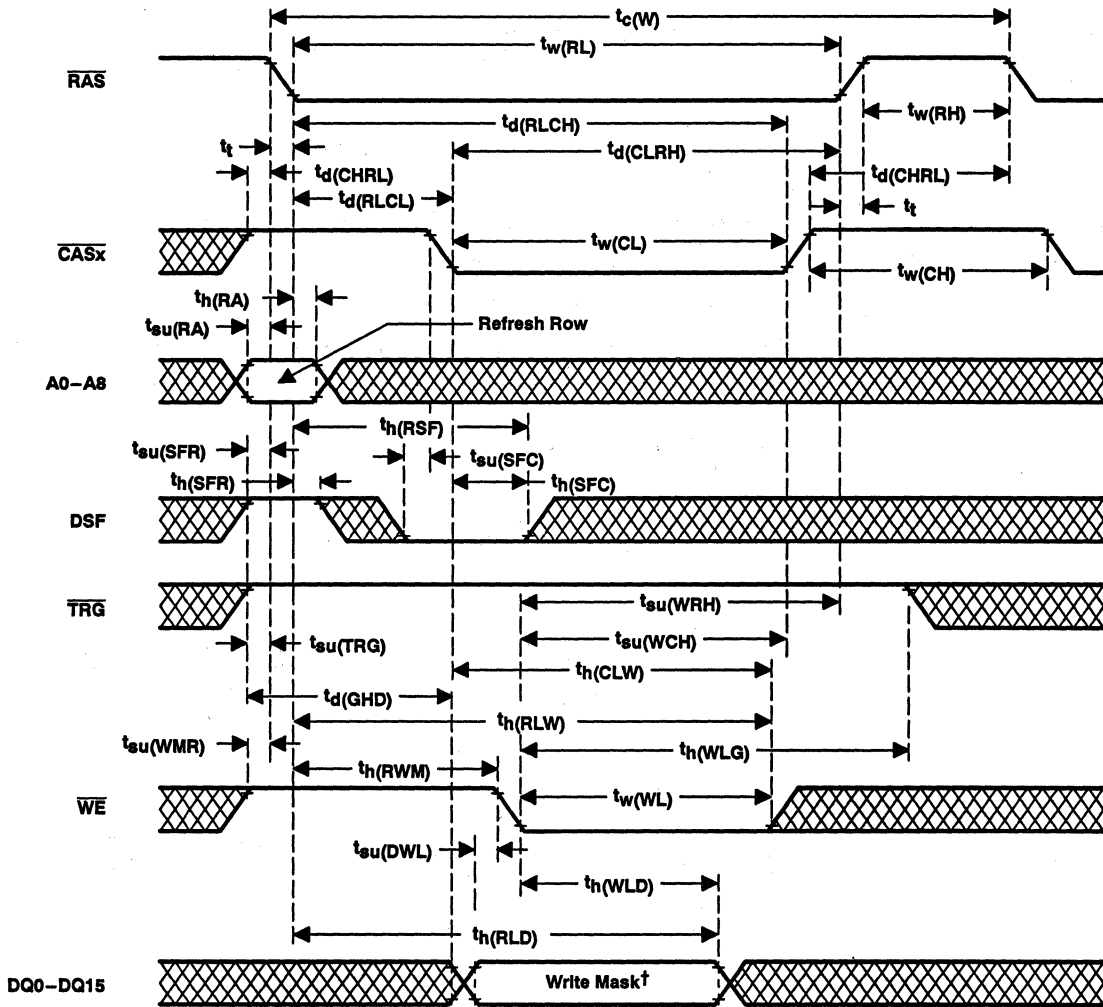 tc(W)
tw(RL)
RAS
tw(RH)
td(RLCH)
tt
td(CLRH)
td(CHRL)
td(CHRL)
td(RLCL)
tt
CASx
tw(CL)
tw(CH)
th(RA)
tsu(RA)
Refresh Row
A0–A8
th(RSF)
tsu(SFR)
tsu(SFC)
th(SFR)
th(SFC)
DSF
TRG
tsu(WRH)
tsu(TRG)
tsu(WCH)
th(CLW)
td(GHD)
th(RLW)
tsu(WMR)
th(WLG)
th(RWM)
WE
tw(WL)
tsu(DWL)
th(WLD)
th(RLD)
DQ0–DQ15
Write Mask†